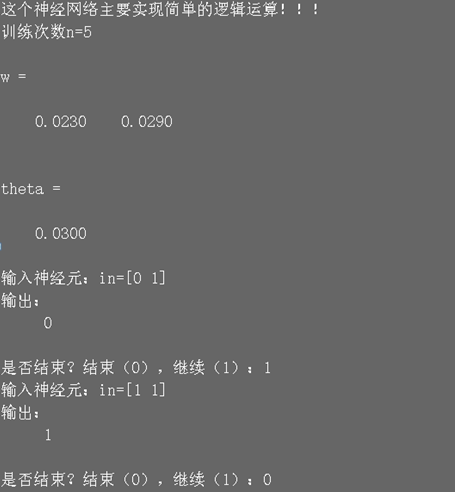 这个神经网络主要实现简单的逻辑运算！！！
训练次数n=5
w =
0.0230 0.0290
theta =
0.0300
输入神经元：in=[0 1]
输出：
0
是否结束？结束（0），继续（1）：1
输入神经元：in=[1 1]
输出：
1
是否结束？结束（0），继续（1）：0